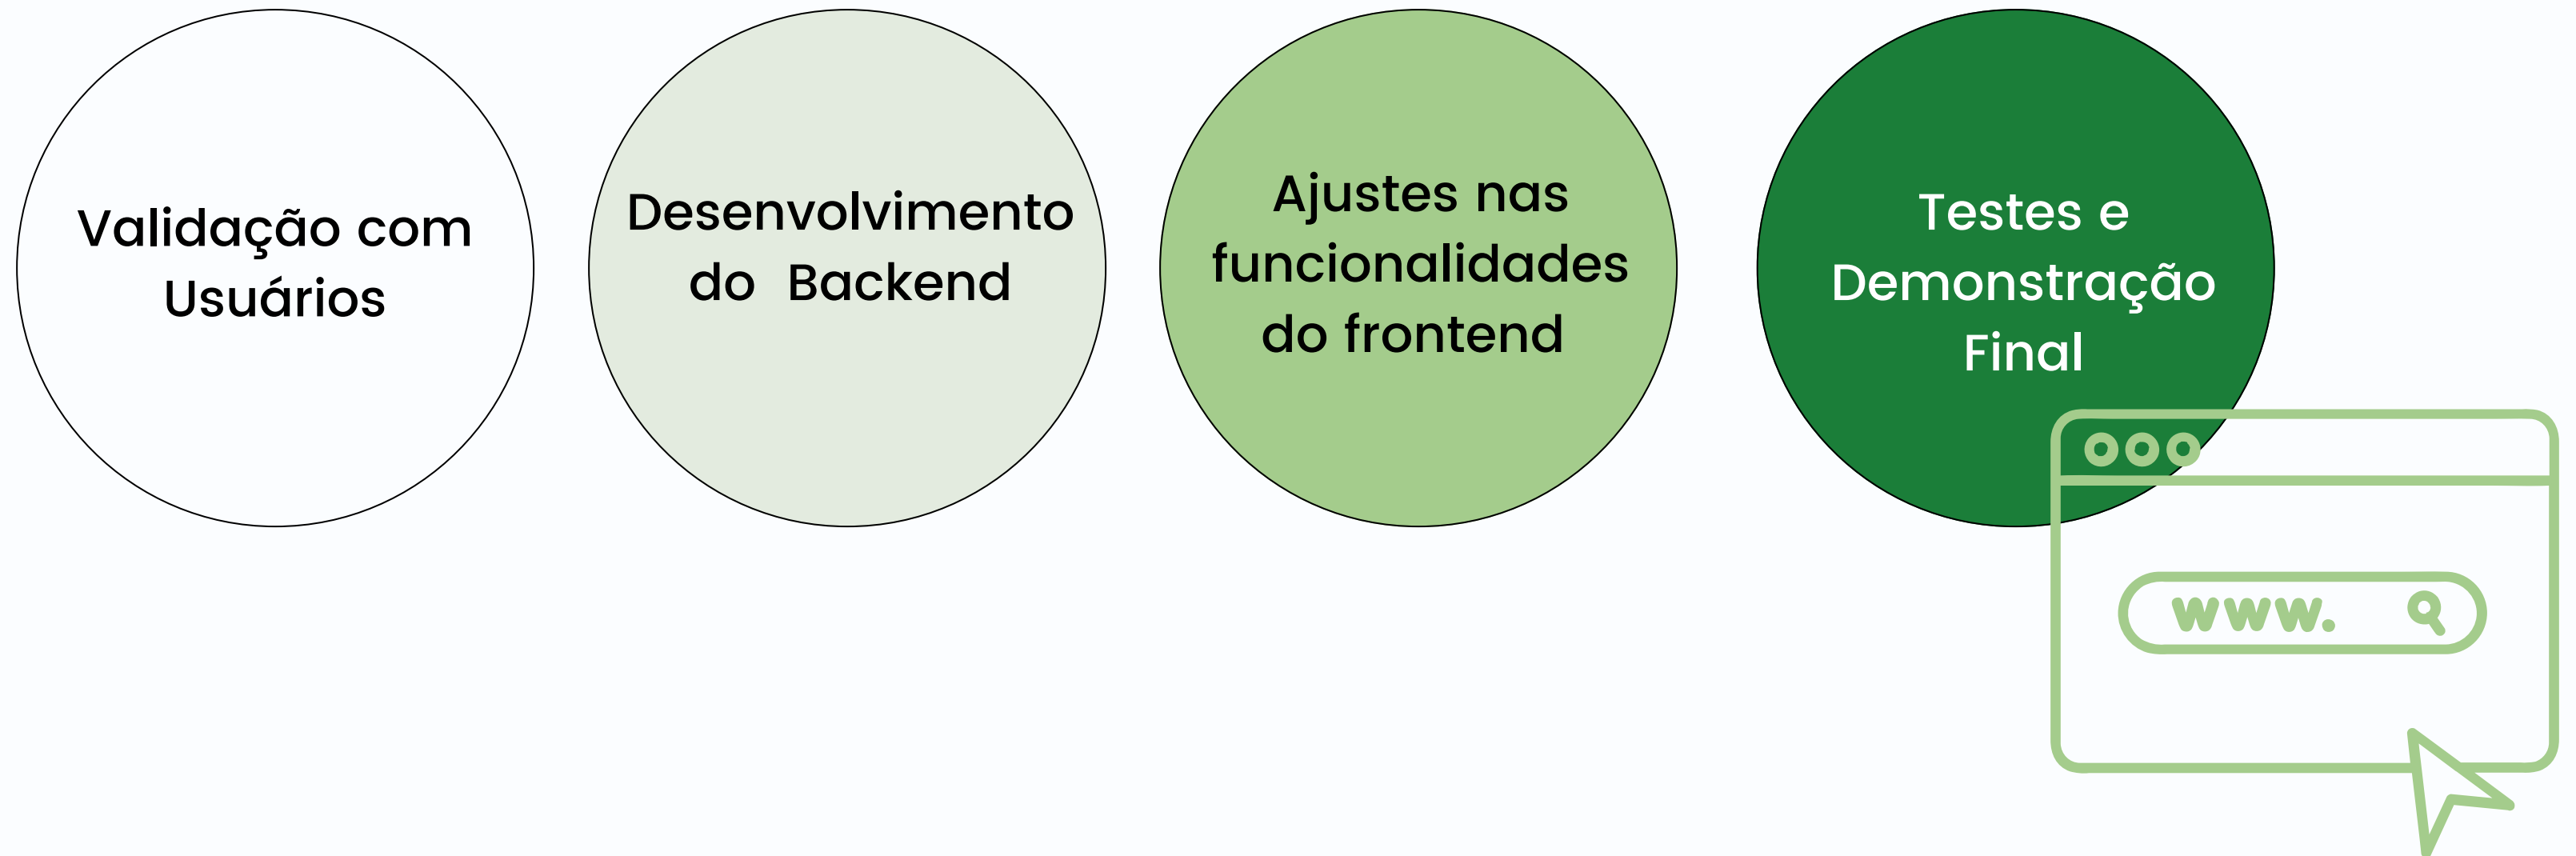 Validação com
Usuários
Desenvolvimento
do  Backend
Ajustes nas
funcionalidades
do frontend
Testes e
Demonstração
Final
www.